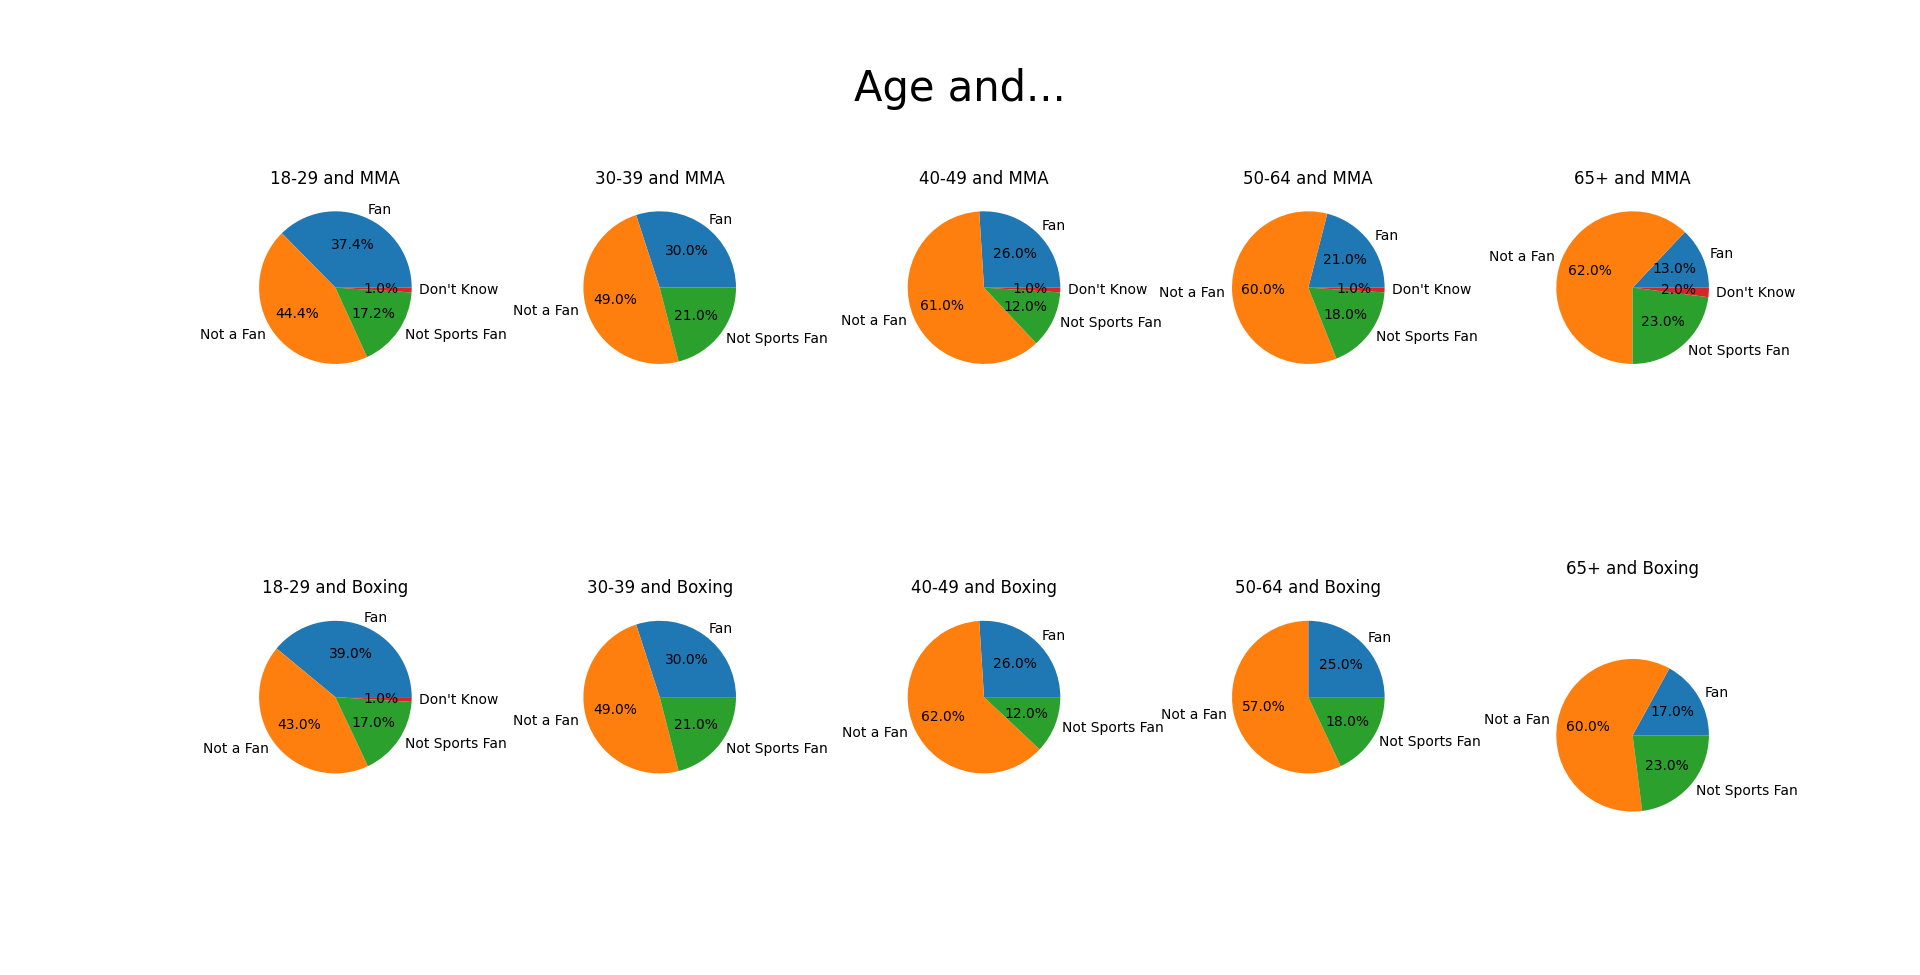 Age and...
18-29 and MMA
Fan
37.4%
Not a Fan
44.4%
Not Sports Fan
17.2%
Don't Know
1.0%
30-39 and MMA
Fan
30.0%
Not a Fan
49.0%
Not Sports Fan
21.0%
40-49 and MMA
Fan
26.0%
Not a Fan
61.0%
Not Sports Fan
12.0%
Don't Know
1.0%
50-64 and MMA
Fan
21.0%
Not a Fan
60.0%
Not Sports Fan
18.0%
Don't Know
1.0%
65+ and MMA
Fan
13.0%
Not a Fan
62.0%
Not Sports Fan
23.0%
Don't Know
2.0%
18-29 and Boxing
Fan
39.0%
Not a Fan
43.0%
Not Sports Fan
17.0%
Don't Know
1.0%
30-39 and Boxing
Fan
30.0%
Not a Fan
49.0%
Not Sports Fan
21.0%
40-49 and Boxing
Fan
26.0%
Not a Fan
62.0%
Not Sports Fan
12.0%
50-64 and Boxing
Fan
25.0%
Not a Fan
57.0%
Not Sports Fan
18.0%
65+ and Boxing
Fan
17.0%
Not a Fan
60.0%
Not Sports Fan
23.0%